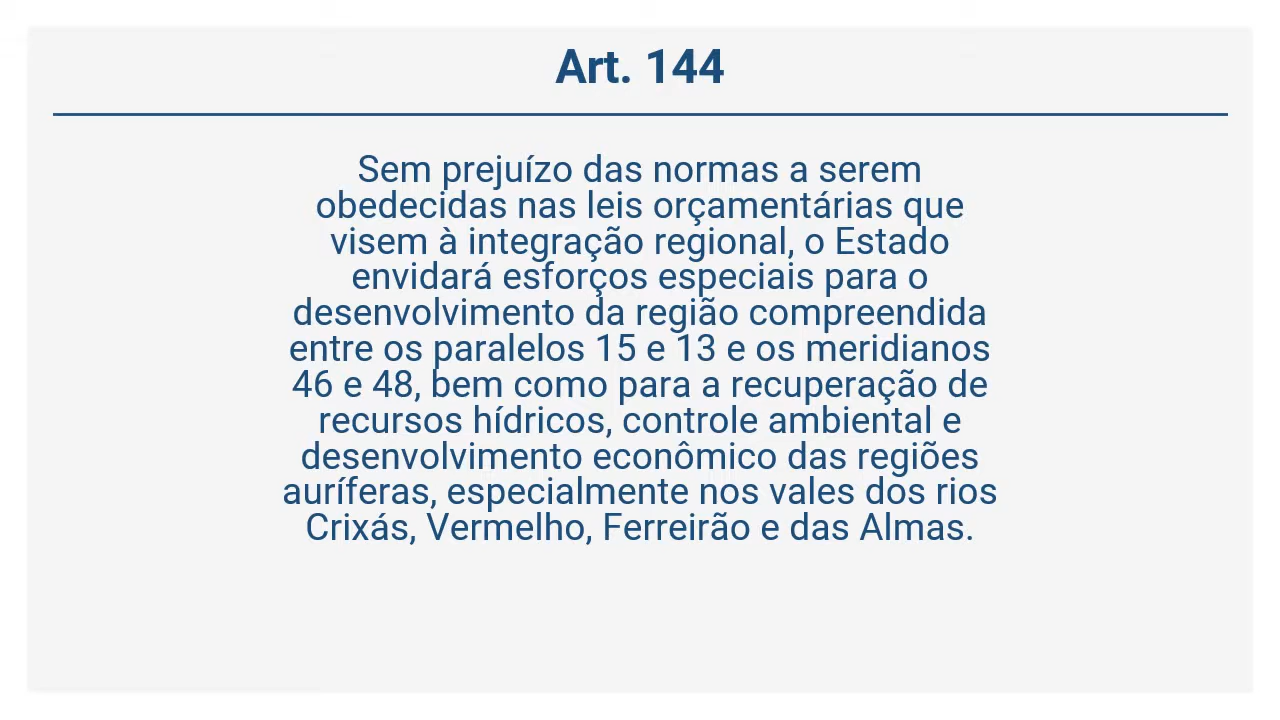 Art. 144
Sem prejuízo das normas a serem
obedecidas nas leis orçamentárias que
visem à integração regional, o Estado
envidará esforços especiais para o
desenvolvimento da região compreendida
entre os paralelos 15 e 13 e os meridianos
46 e 48, bem como para a recuperação de
recursos hídricos, controle ambiental e
desenvolvimento econômico das regiões
auríferas, especialmente nos vales dos rios
Crixás, Vermelho, Ferreirão e das Almas.